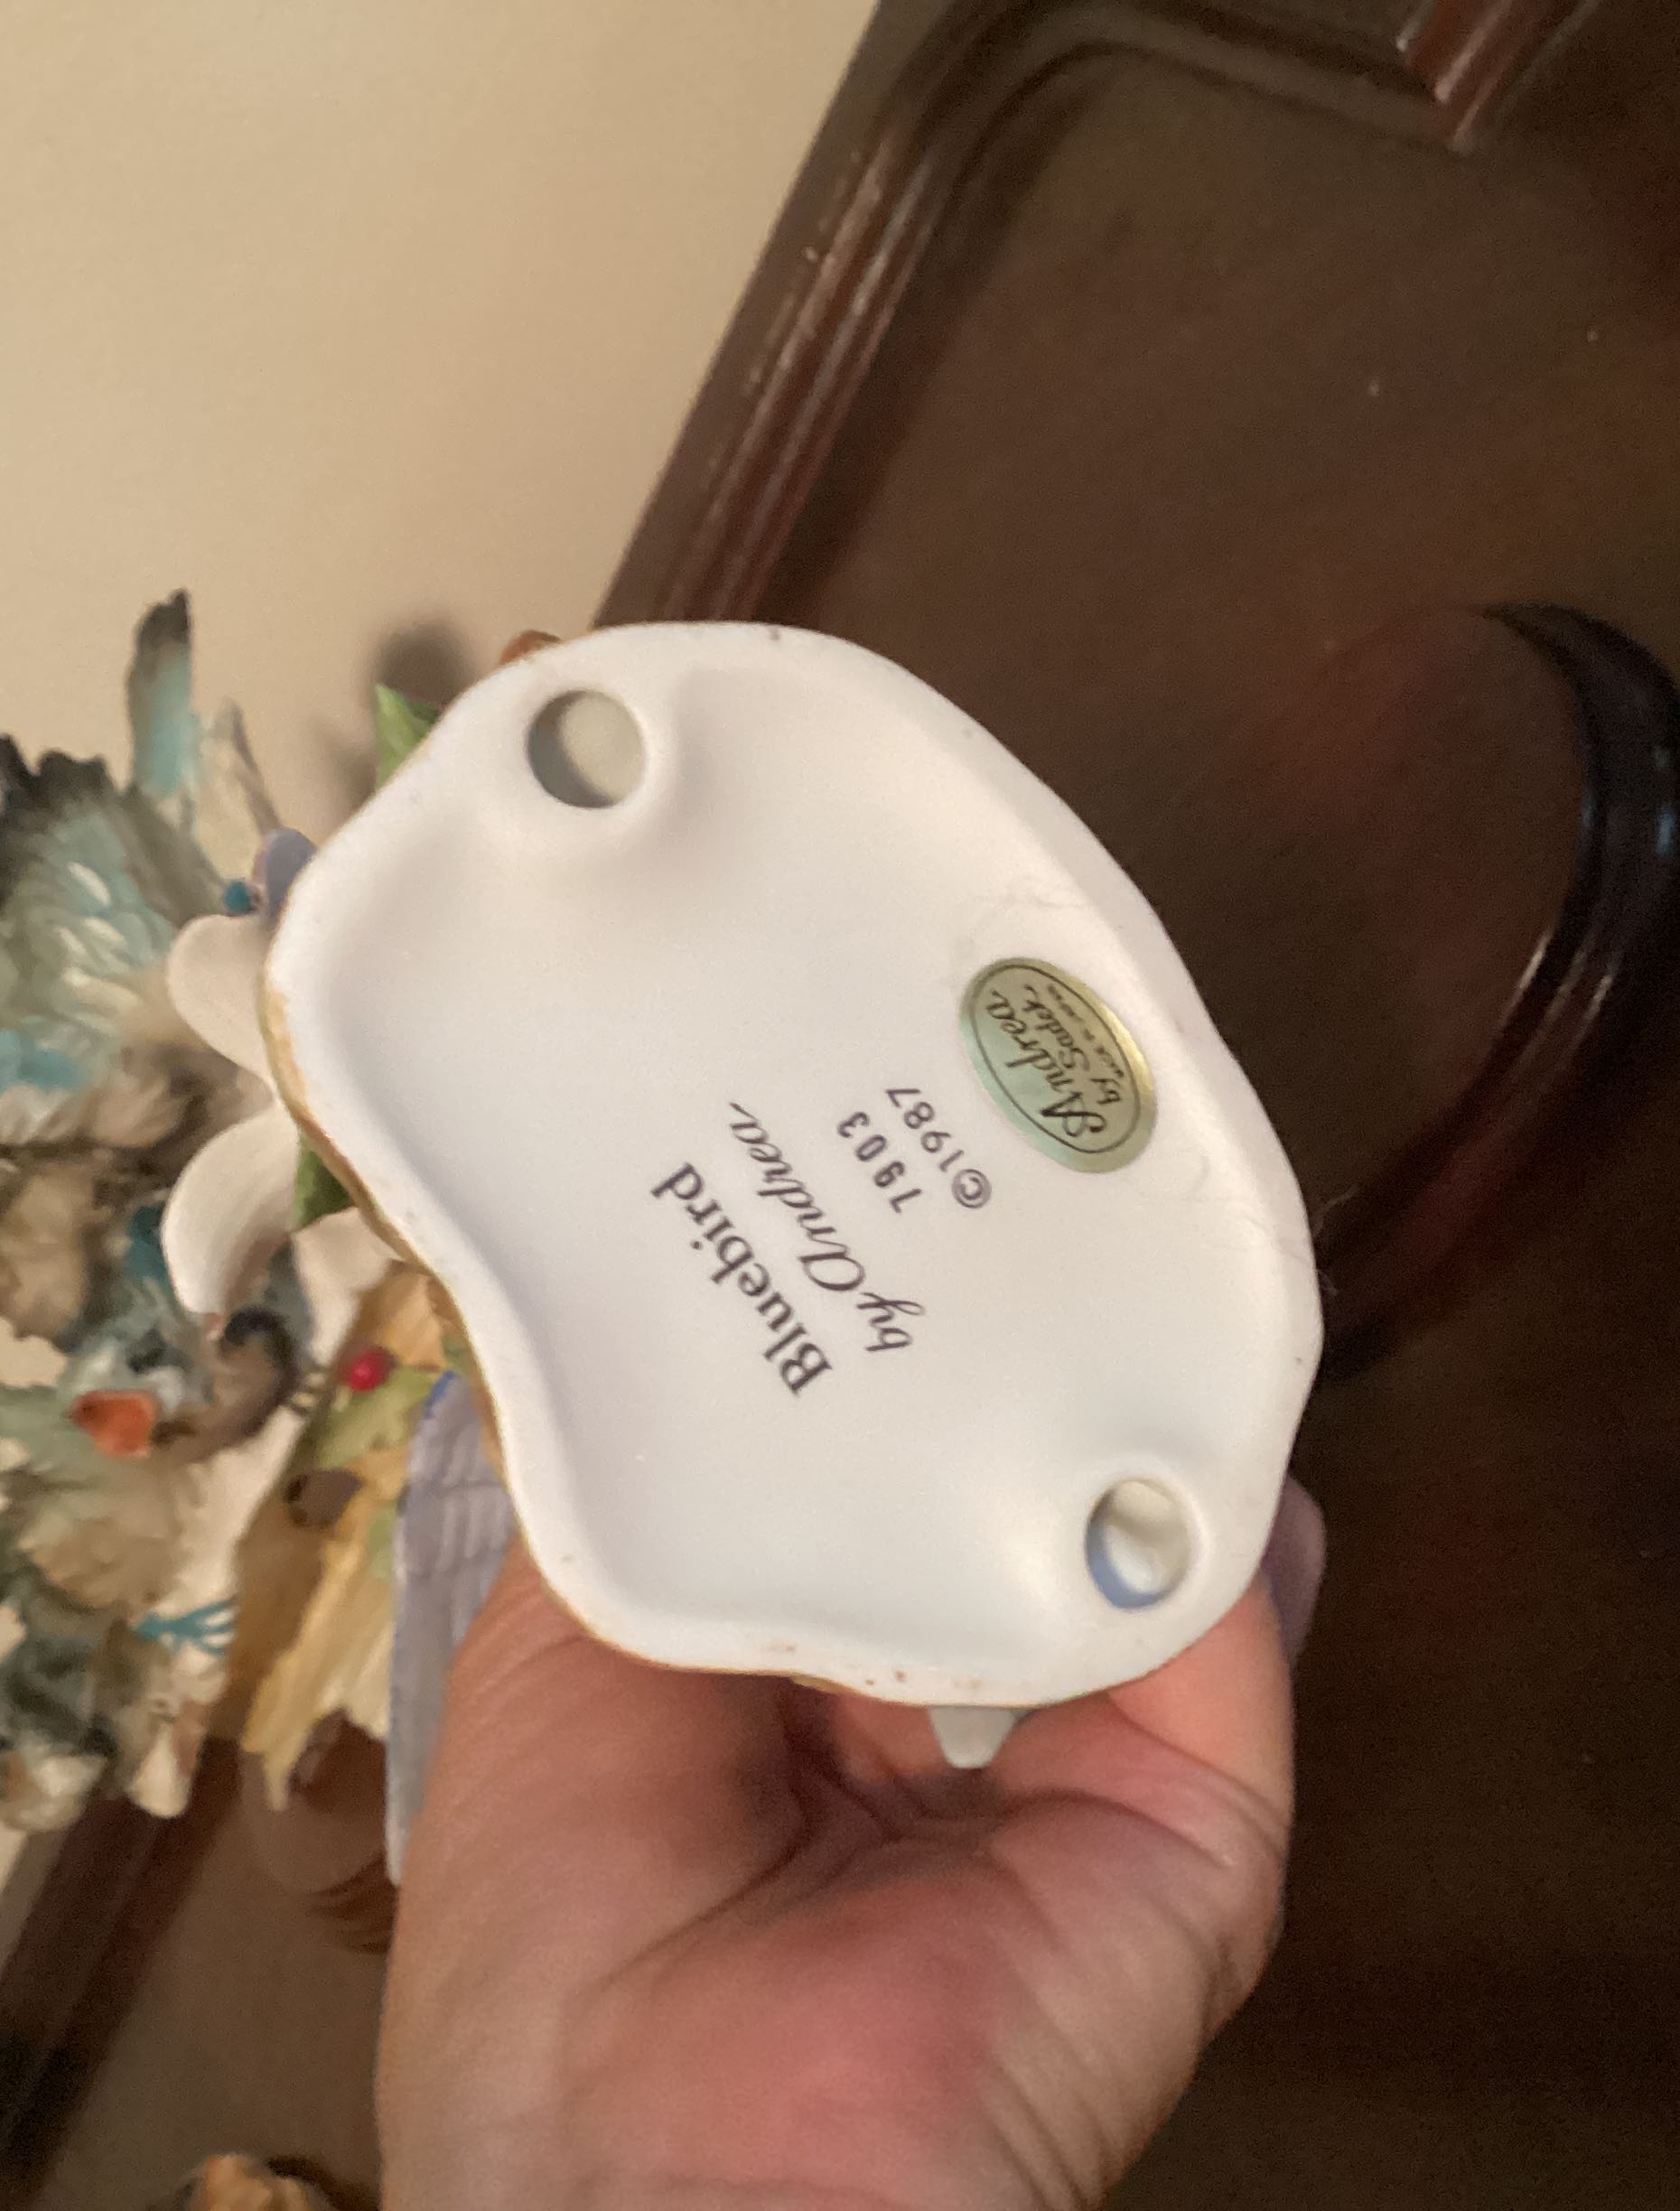 Bluebird
by Andrea
7903
©1987
Andrea
by Sadek